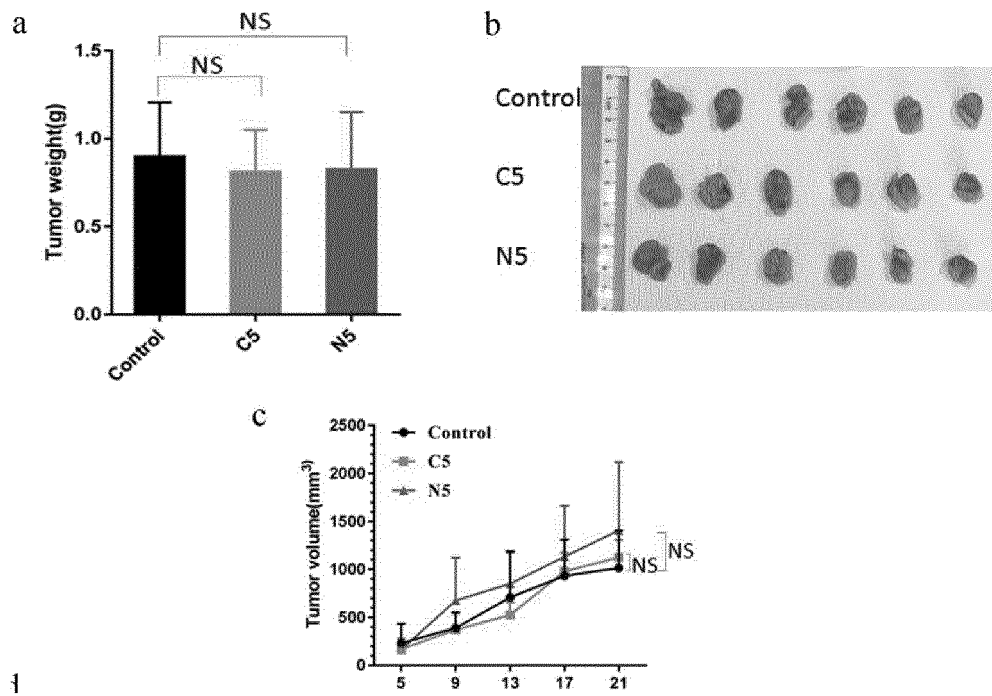 a
NS
NS
1.5
1.0
0.5
0.0
Tumor weight(g)
Control
C5
N5
b
Control
C5
N5
c
Control
C5
N5
2500
2000
1500
1000
500
0
Tumor volume(mm³)
NS
NS
5 9 13 17 21